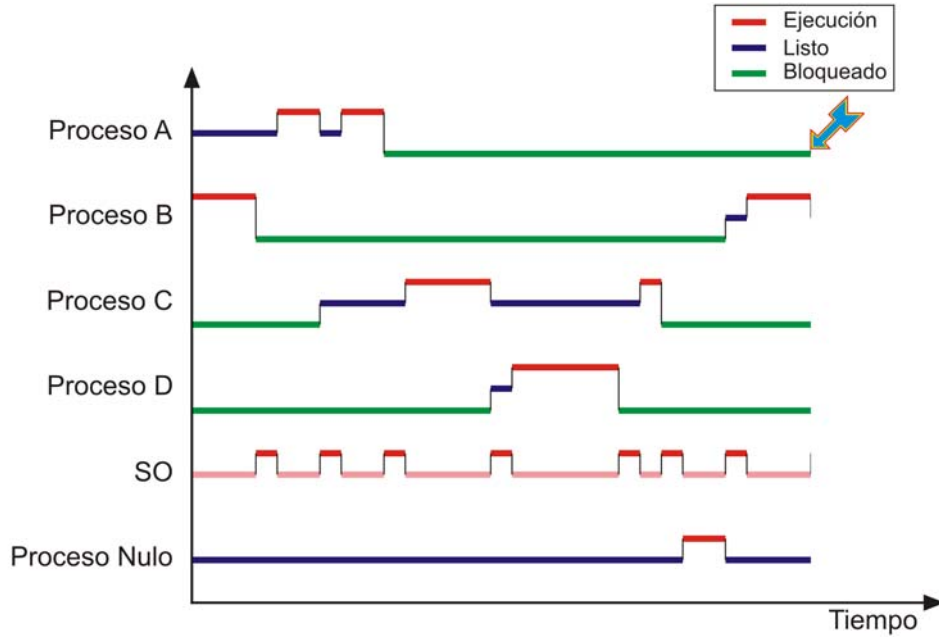 Ejecución
Listo
Bloqueado
Proceso A
Proceso B
Proceso C
Proceso D
SO
Proceso Nulo
Tiempo